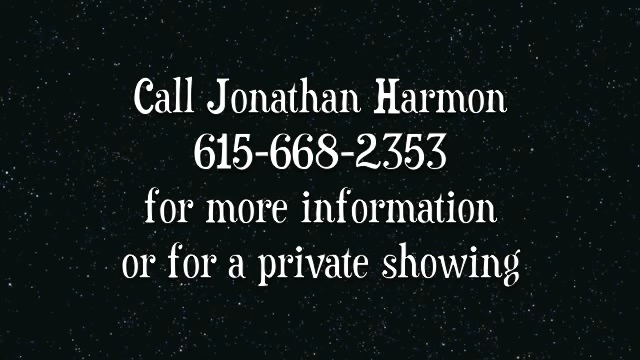 Call Jonathan Harmon
615-668-2353
for more information
or for a private showing